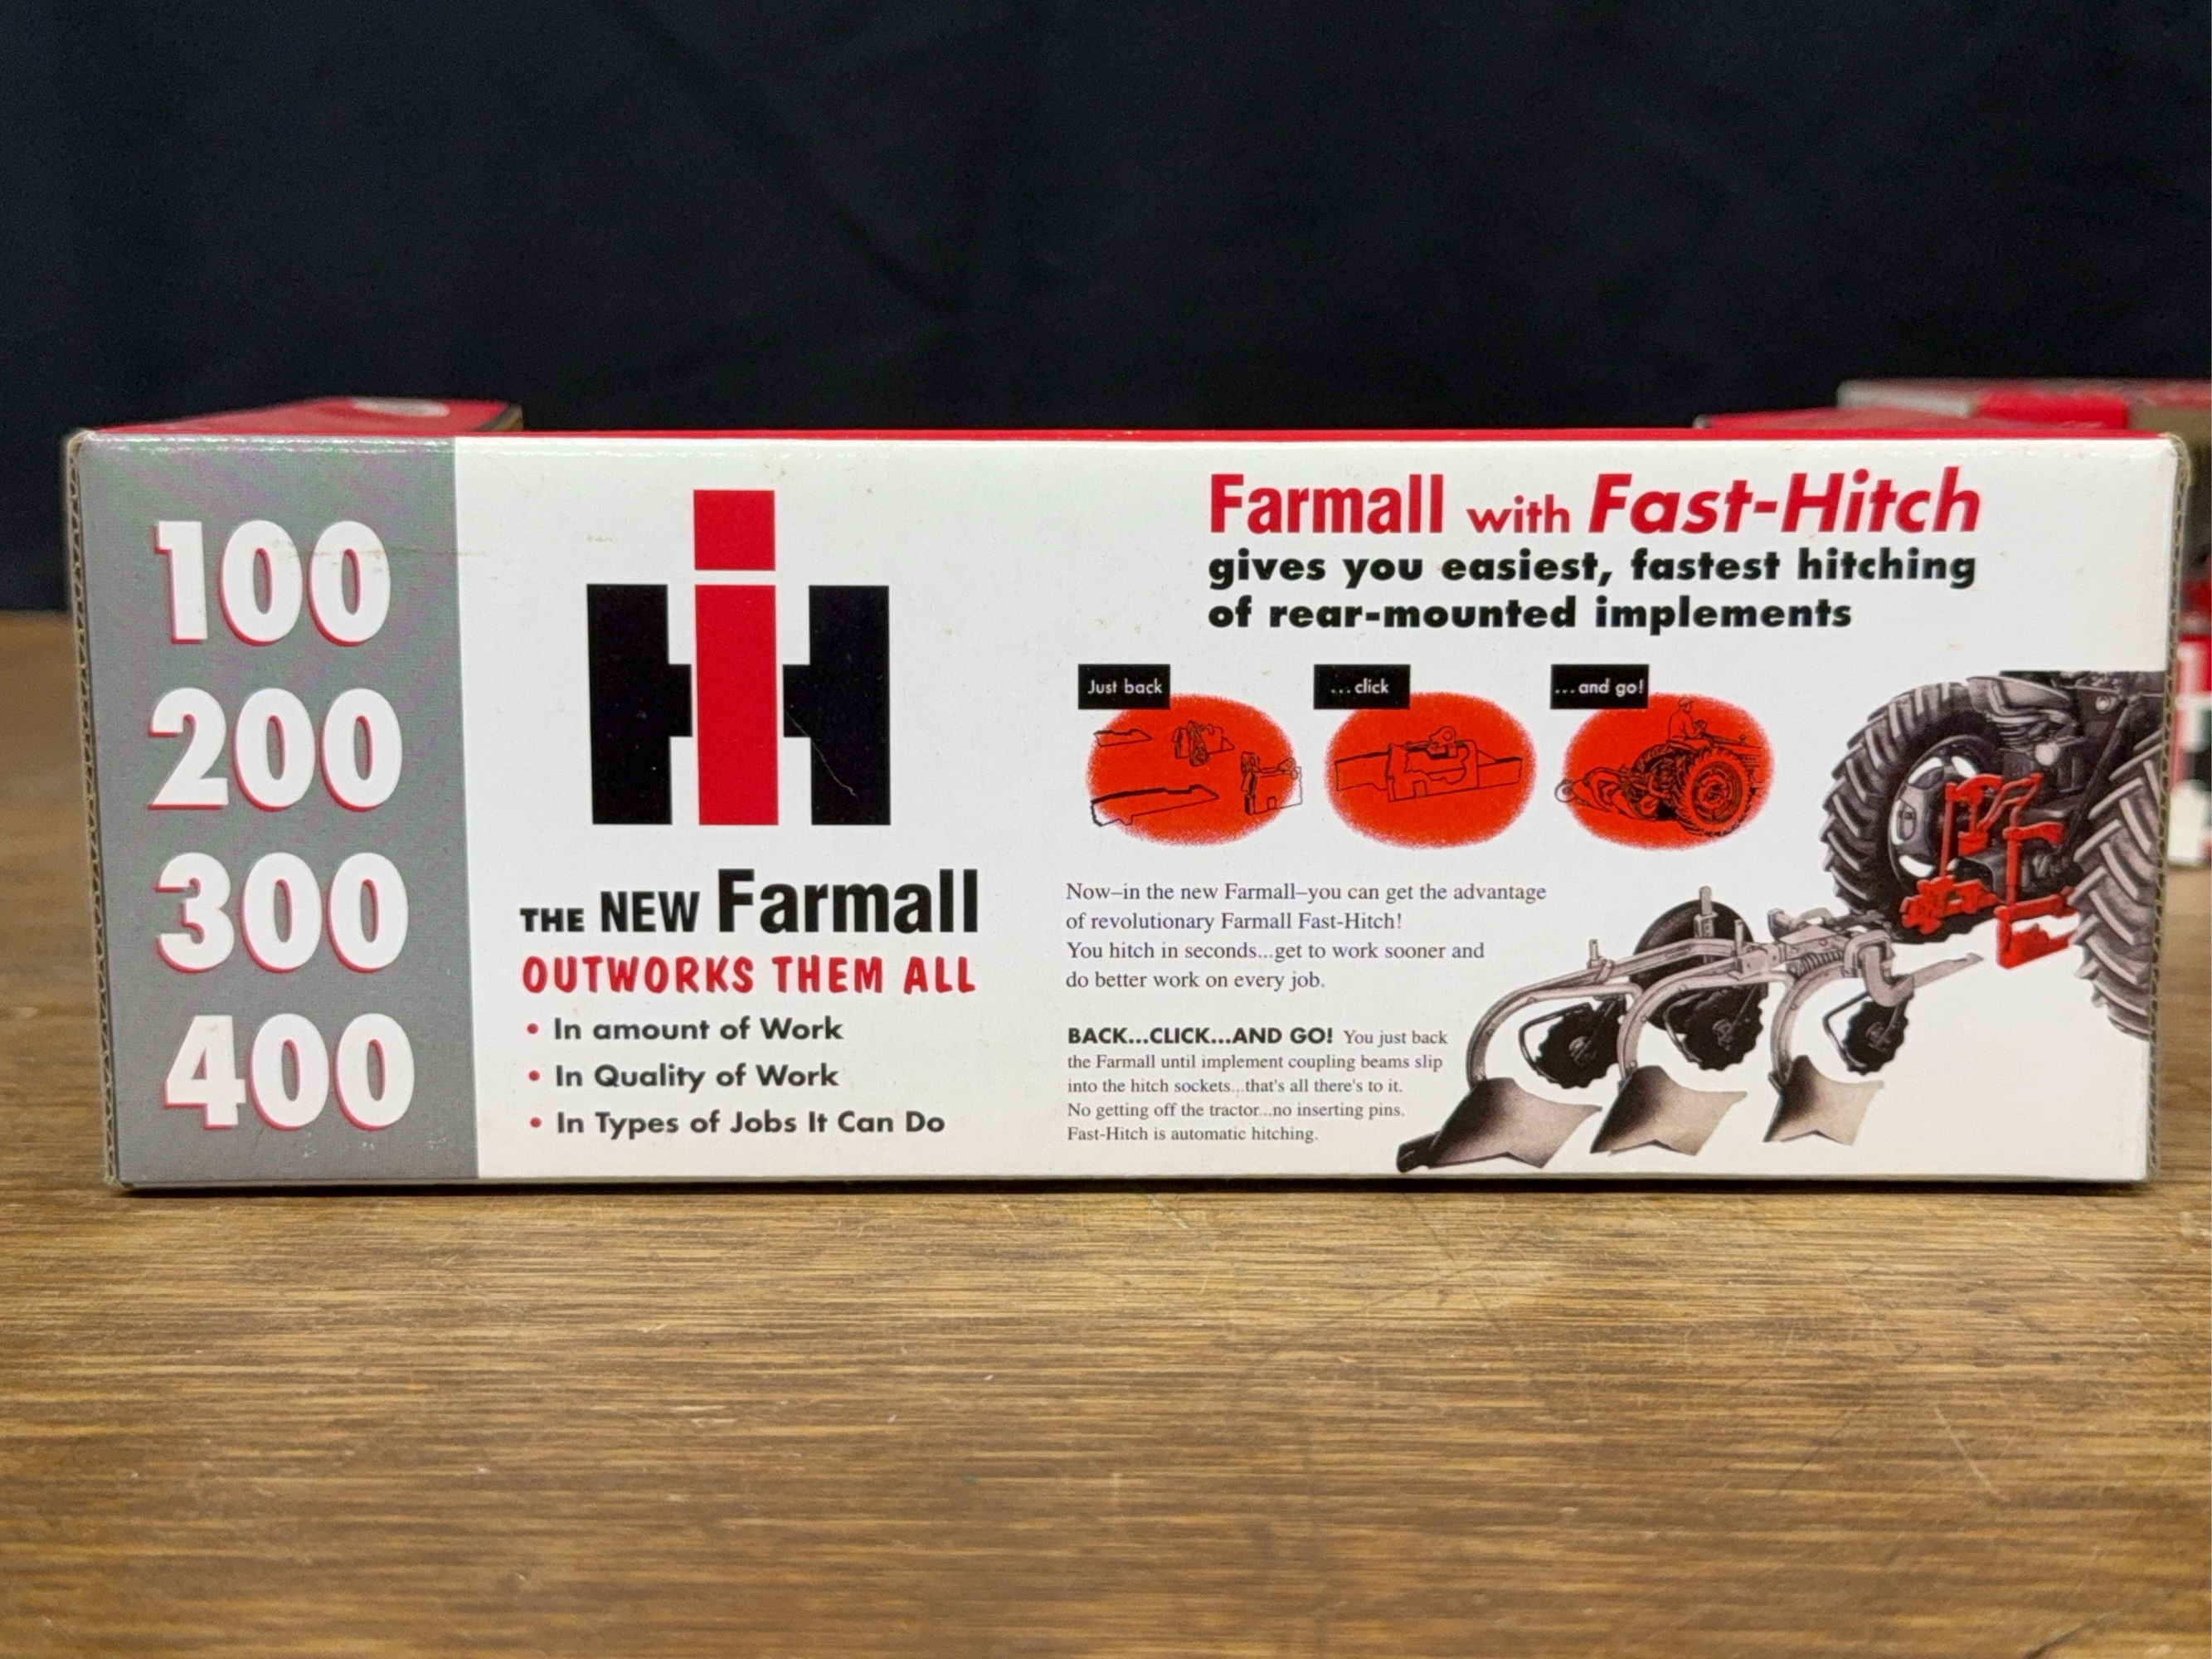 100
200
300
400
IH
THE NEW Farmall
OUTWORKS THEM ALL
• In amount of Work
• In Quality of Work
• In Types of Jobs It Can Do
Farmall with Fast-Hitch
gives you easiest, fastest hitching
of rear-mounted implements
Just back
...click
...and go!
Now–in the new Farmall–you can get the advantage
of revolutionary Farmall Fast-Hitch!
You hitch in seconds...get to work sooner and
do better work on every job.
BACK...CLICK...AND GO! You just back
the Farmall until implement coupling beams slip
into the hitch sockets...that's all there's to it.
No getting off the tractor...no inserting pins.
Fast-Hitch is automatic hitching.